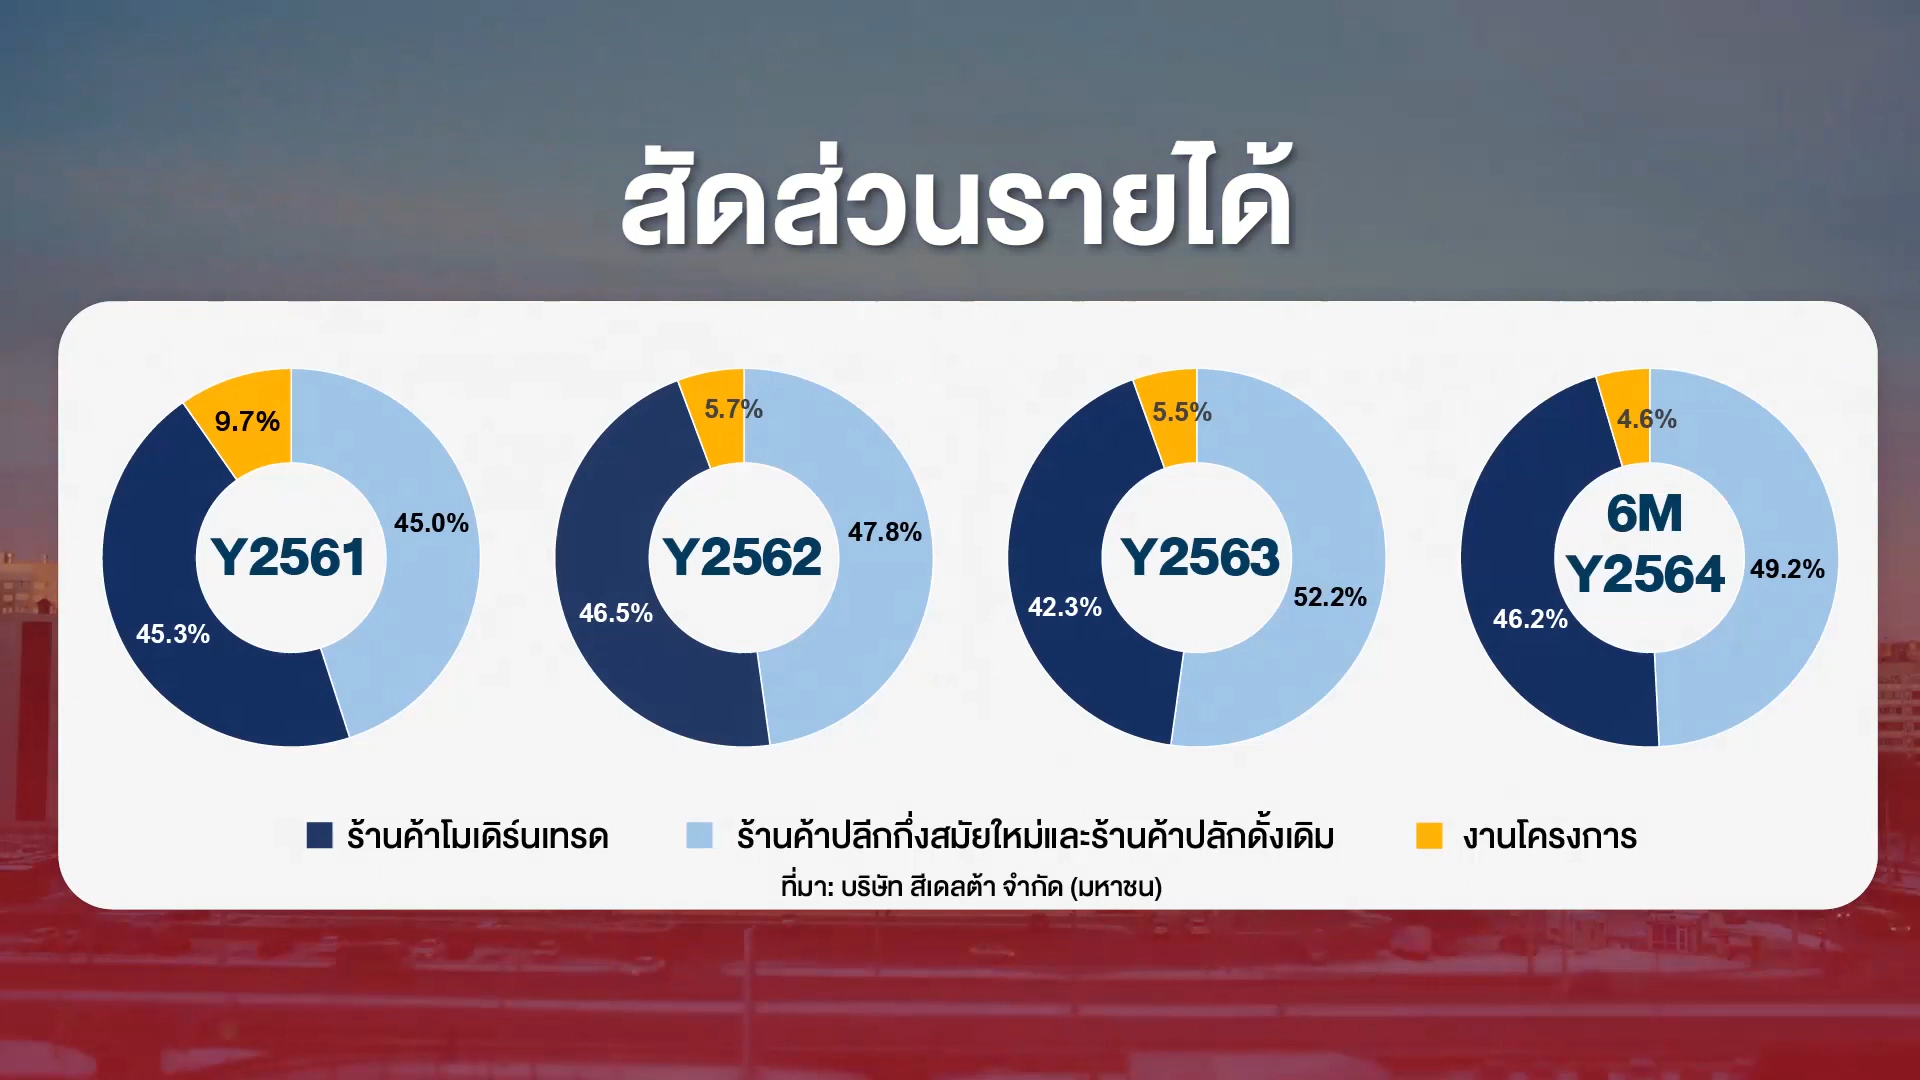 สัดส่วนรายได้
9.7%
45.0%
45.3%
Y2561
5.7%
47.8%
46.5%
Y2562
5.5%
52.2%
42.3%
Y2563
4.6%
49.2%
46.2%
6M
Y2564
ร้านค้าโมเดิร์นเทรด
ร้านค้าปลีกกึ่งสมัยใหม่และร้านค้าปลักดั้งเดิม
งานโครงการ
ที่มา: บริษัท สีเดลต้า จำกัด (มหาชน)